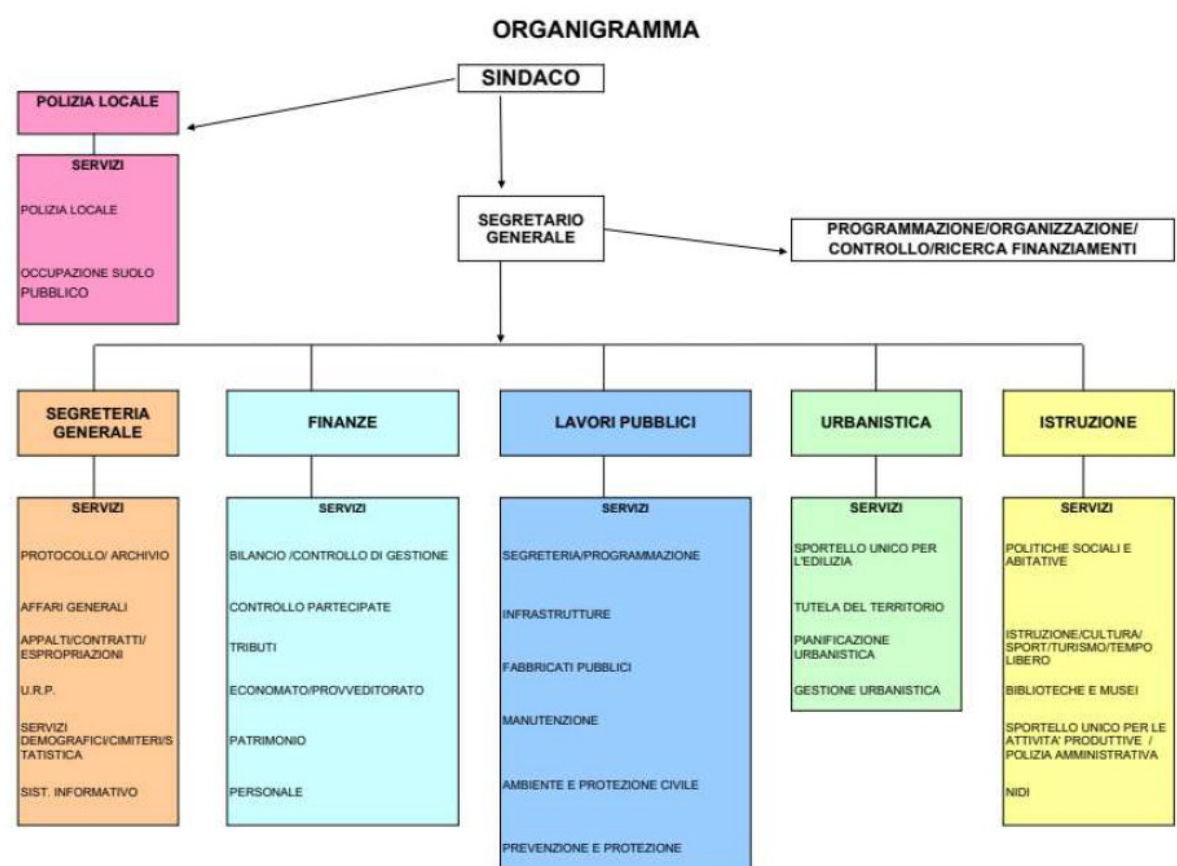 ORGANIGRAMMA
SINDACO
POLIZIA LOCALE
SERVIZI
POLIZIA LOCALE
OCCUPAZIONE SUOLO
PUBBLICO
SEGRETARIO
GENERALE
PROGRAMMAZIONE/ORGANIZZAZIONE/
CONTROLLO/RICERCA FINANZIAMENTI
SEGRETERIA
GENERALE
SERVIZI
PROTOCOLLO/ ARCHIVIO
AFFARI GENERALI
APPALTI/CONTRATTI/
ESPROPRIAZIONI
U.R.P.
SERVIZI
DEMOGRAFICI/CIMITERI/S
TATISTICA
SIST. INFORMATIVO
FINANZE
SERVIZI
BILANCIO /CONTROLLO DI GESTIONE
CONTROLLO PARTECIPATE
TRIBUTI
ECONOMATO/PROVVEDITORATO
PATRIMONIO
PERSONALE
LAVORI PUBBLICI
SERVIZI
SEGRETERIA/PROGRAMMAZIONE
INFRASTRUTTURE
FABBRICATI PUBBLICI
MANUTENZIONE
AMBIENTE E PROTEZIONE CIVILE
PREVENZIONE E PROTEZIONE
URBANISTICA
SERVIZI
SPORTELLO UNICO PER
L'EDILIZIA
TUTELA DEL TERRITORIO
PIANIFICAZIONE
URBANISTICA
GESTIONE URBANISTICA
ISTRUZIONE
SERVIZI
POLITICHE SOCIALI E
ABITATIVE
ISTRUZIONE/CULTURA/
SPORT/TURISMO/TEMPO
LIBERO
BIBLIOTECHE E MUSEI
SPORTELLO UNICO PER LE
ATTIVITA' PRODUTTIVE /
POLIZIA AMMINISTRATIVA
NIDI